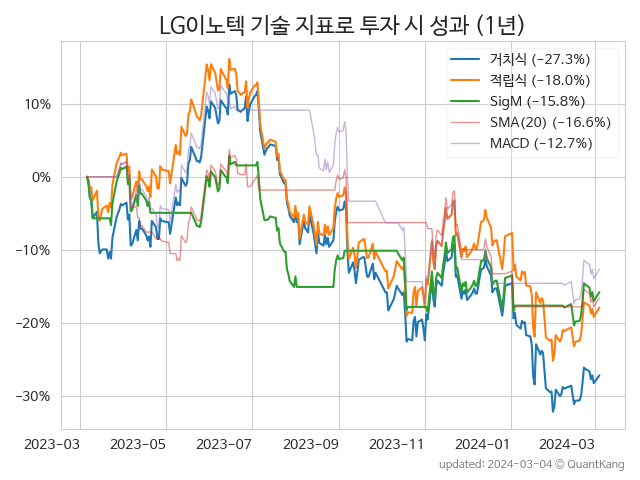 LG이노텍 기술 지표로 투자 시 성과 (1년)
거치식 (−27.3%)
적립식 (−18.0%)
SigM (−15.8%)
SMA(20) (−16.6%)
MACD (−12.7%)
10%
0%
−10%
−20%
−30%
2023-03 2023-05 2023-07 2023-09 2023-11 2024-01 2024-03
updated: 2024-03-04 © QuantKang